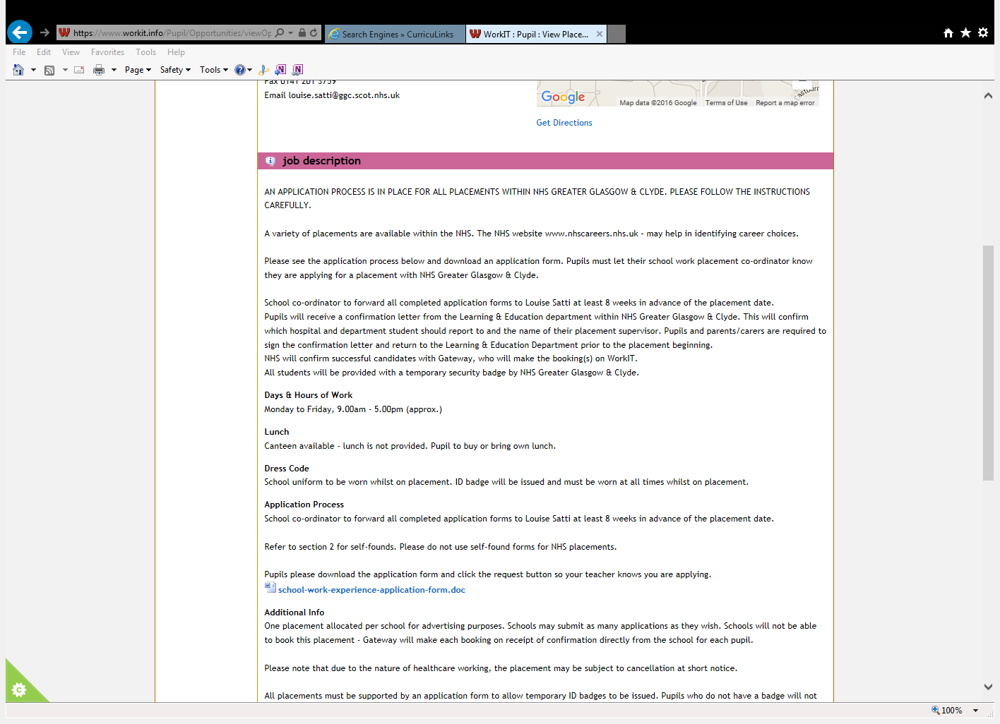 https://www.workit.info/Pupil/Opportunities/viewOp
Search Engines » CurricuLinks
WorkIT : Pupil : View Place...
File Edit View Favorites Tools Help
Page Safety Tools
Fax 0141 201 3759
Email louise.satti@ggc.scot.nhs.uk
Google
Map data ©2016 Google Terms of Use Report a map error
Get Directions
job description
AN APPLICATION PROCESS IS IN PLACE FOR ALL PLACEMENTS WITHIN NHS GREATER GLASGOW & CLYDE. PLEASE FOLLOW THE INSTRUCTIONS
CAREFULLY.
A variety of placements are available within the NHS. The NHS website www.nhscareers.nhs.uk - may help in identifying career choices.
Please see the application process below and download an application form. Pupils must let their school work placement co-ordinator know
they are applying for a placement with NHS Greater Glasgow & Clyde.
School co-ordinator to forward all completed application forms to Louise Satti at least 8 weeks in advance of the placement date.
Pupils will receive a confirmation letter from the Learning & Education department within NHS Greater Glasgow & Clyde. This will confirm
which hospital and department student should report to and the name of their placement supervisor. Pupils and parents/carers are required to
sign the confirmation letter and return to the Learning & Education Department prior to the placement beginning.
NHS will confirm successful candidates with Gateway, who will make the booking(s) on WorkIT.
All students will be provided with a temporary security badge by NHS Greater Glasgow & Clyde.
Days & Hours of Work
Monday to Friday, 9.00am - 5.00pm (approx.)
Lunch
Canteen available - lunch is not provided. Pupil to buy or bring own lunch.
Dress Code
School uniform to be worn whilst on placement. ID badge will be issued and must be worn at all times whilst on placement.
Application Process
School co-ordinator to forward all completed application forms to Louise Satti at least 8 weeks in advance of the placement date.
Refer to section 2 for self-founds. Please do not use self-found forms for NHS placements.
Pupils please download the application form and click the request button so your teacher knows you are applying.
school-work-experience-application-form.doc
Additional Info
One placement allocated per school for advertising purposes. Schools may submit as many applications as they wish. Schools will not be able
to book this placement - Gateway will make each booking on receipt of confirmation directly from the school for each pupil.
Please note that due to the nature of healthcare working, the placement may be subject to cancellation at short notice.
All placements must be supported by an application form to allow temporary ID badges to be issued. Pupils who do not have a badge will not
100%